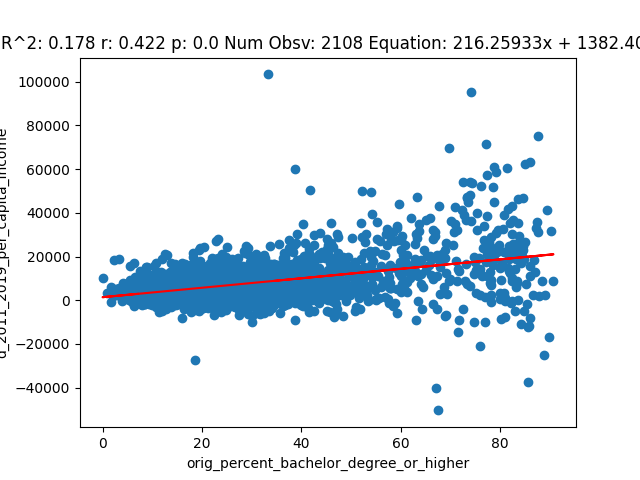 R^2: 0.178 r: 0.422 p: 0.0 Num Obsv: 2108 Equation: 216.25933x + 1382.40
100000
80000
60000
40000
20000
0
−20000
−40000
d_2011_2019_per_capita_income
0 20 40 60 80
orig_percent_bachelor_degree_or_higher